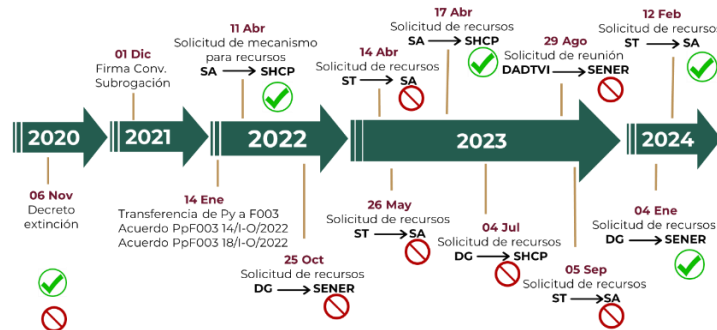 11 Abr
Solicitud de mecanismo
para recursos
SA SHCP
01 Dic
Firma Conv.
Subrogación
14 Abr
Solicitud de recursos
ST SA
17 Abr
Solicitud de recursos
SA SHCP
29 Ago
Solicitud de reunión
DADTVI SENER
12 Feb
Solicitud de recursos
ST SA
2020
2021
2022
2023
2024
06 Nov
Decreto
extinción
14 Ene
Transferencia de Py a F003
Acuerdo PpF003 14/I-O/2022
Acuerdo PpF003 18/I-O/2022
25 Oct
Solicitud de recursos
DG SENER
26 May
Solicitud de recursos
ST SA
04 Jul
Solicitud de recursos
DG SHCP
05 Sep
Solicitud de recursos
ST SA
04 Ene
Solicitud de recursos
DG SENER